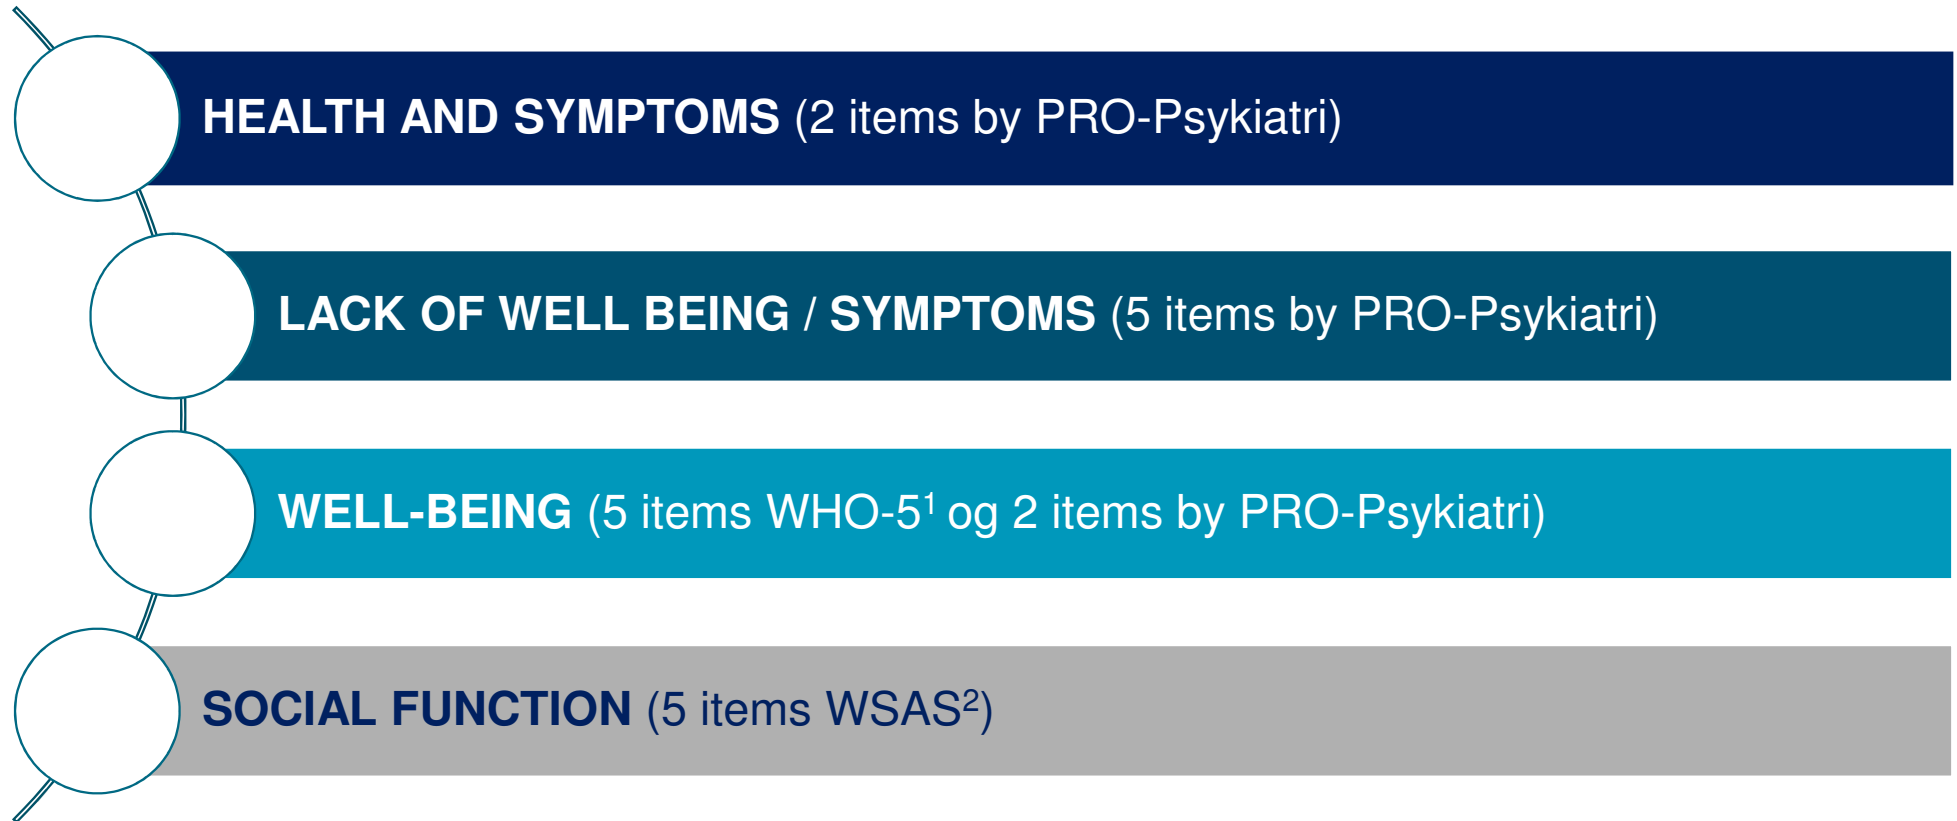 HEALTH AND SYMPTOMS (2 items by PRO-Psykiatri)
LACK OF WELL BEING / SYMPTOMS (5 items by PRO-Psykiatri)
WELL-BEING (5 items WHO-5¹ og 2 items by PRO-Psykiatri)
SOCIAL FUNCTION (5 items WSAS²)